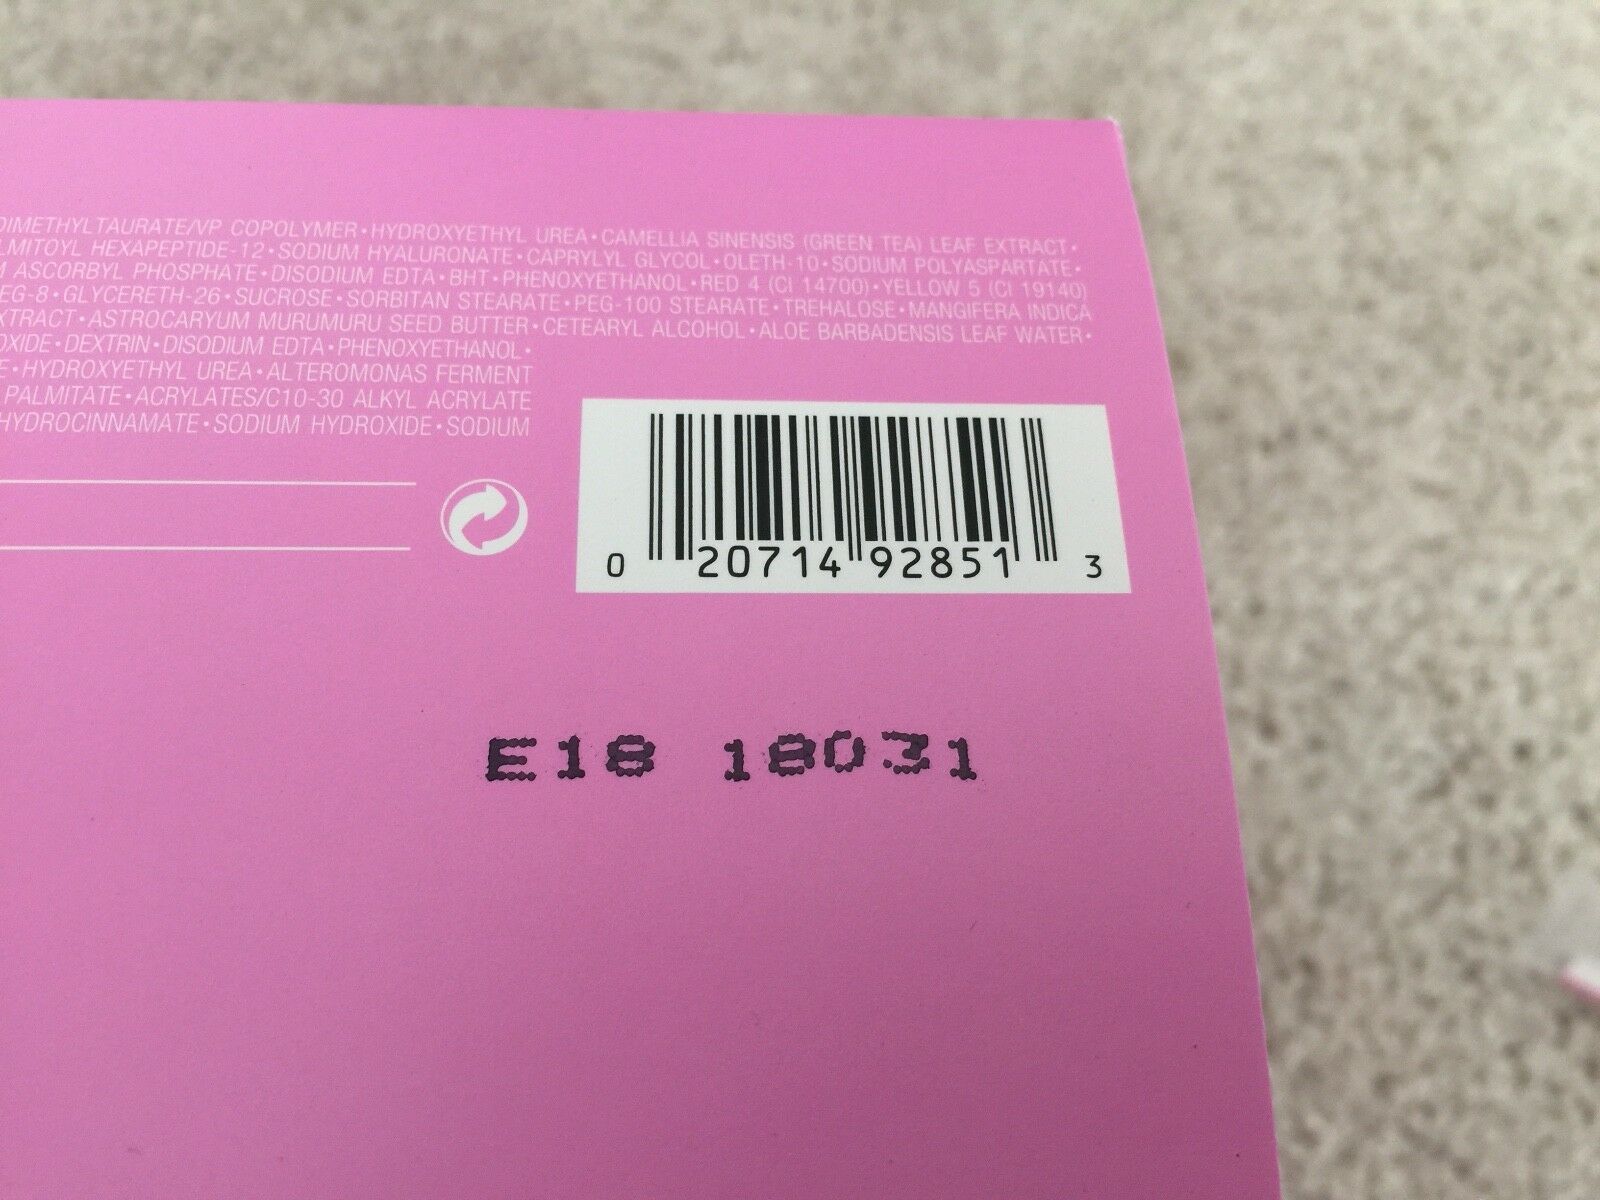 DIMETHYLTAURATE/VP COPOLYMER•HYDROXYETHYL UREA•CAMELLIA SINENSIS (GREEN TEA) LEAF EXTRACT•
LMITOYL HEXAPEPTIDE-12•SODIUM HYALURONATE•CAPRYLYL GLYCOL•OLETH-10•SODIUM POLYASPARTATE•
M ASCORBYL PHOSPHATE•DISODIUM EDTA•BHT•PHENOXYETHANOL•RED 4 (CI 14700)•YELLOW 5 (CI 19140)
EG-8•GLYCERETH-26•SUCROSE•SORBITAN STEARATE•PEG-100 STEARATE•TREHALOSE•MANGIFERA INDICA
XTRACT•ASTROCARYUM MURUMURU SEED BUTTER•CETEARYL ALCOHOL•ALOE BARBADENSIS LEAF WATER•
OXIDE•DEXTRIN•DISODIUM EDTA•PHENOXYETHANOL•
E•HYDROXYETHYL UREA•ALTEROMONAS FERMENT
PALMITATE•ACRYLATES/C10-30 ALKYL ACRYLATE
HYDROCINNAMATE•SODIUM HYDROXIDE•SODIUM
0 20714 92851 3
E18 18031